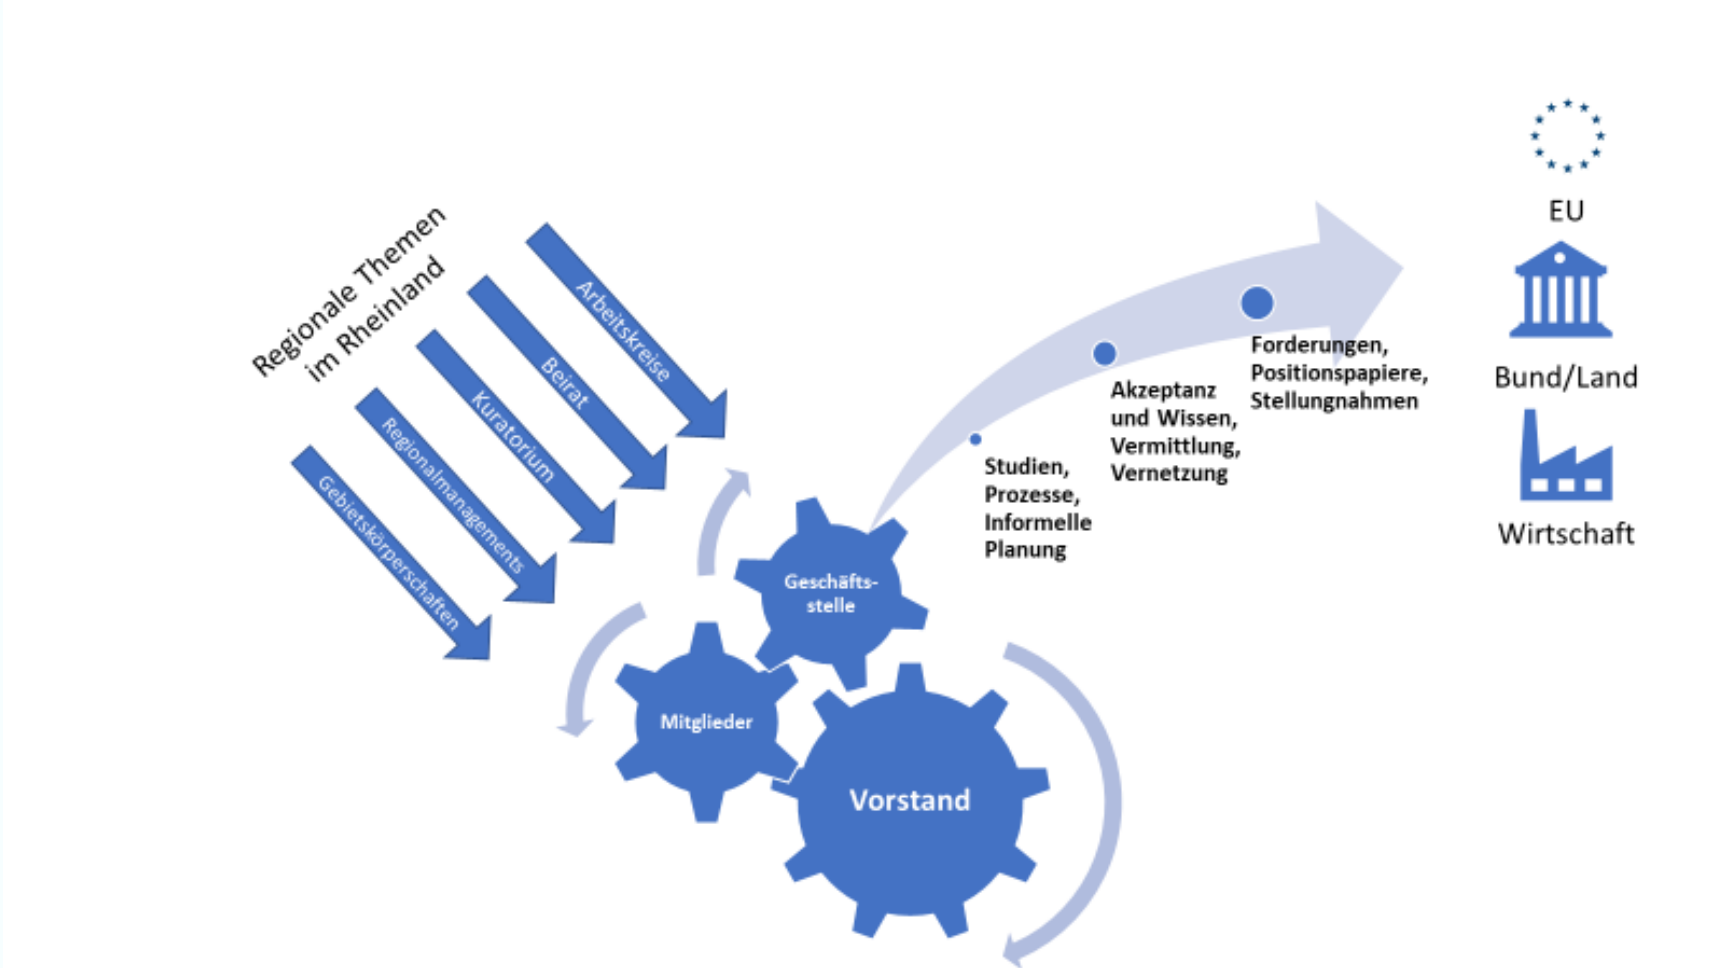 Regionale Themen
im Rheinland
Arbeitskreise
Beirat
Kuratorium
Regionalmanagements
Gebietskörperschaften
Geschäfts-
stelle
Mitglieder
Vorstand
Studien,
Prozesse,
Informelle
Planung
Akzeptanz
und Wissen,
Vermittlung,
Vernetzung
Forderungen,
Positionspapiere,
Stellungnahmen
EU
Bund/Land
Wirtschaft